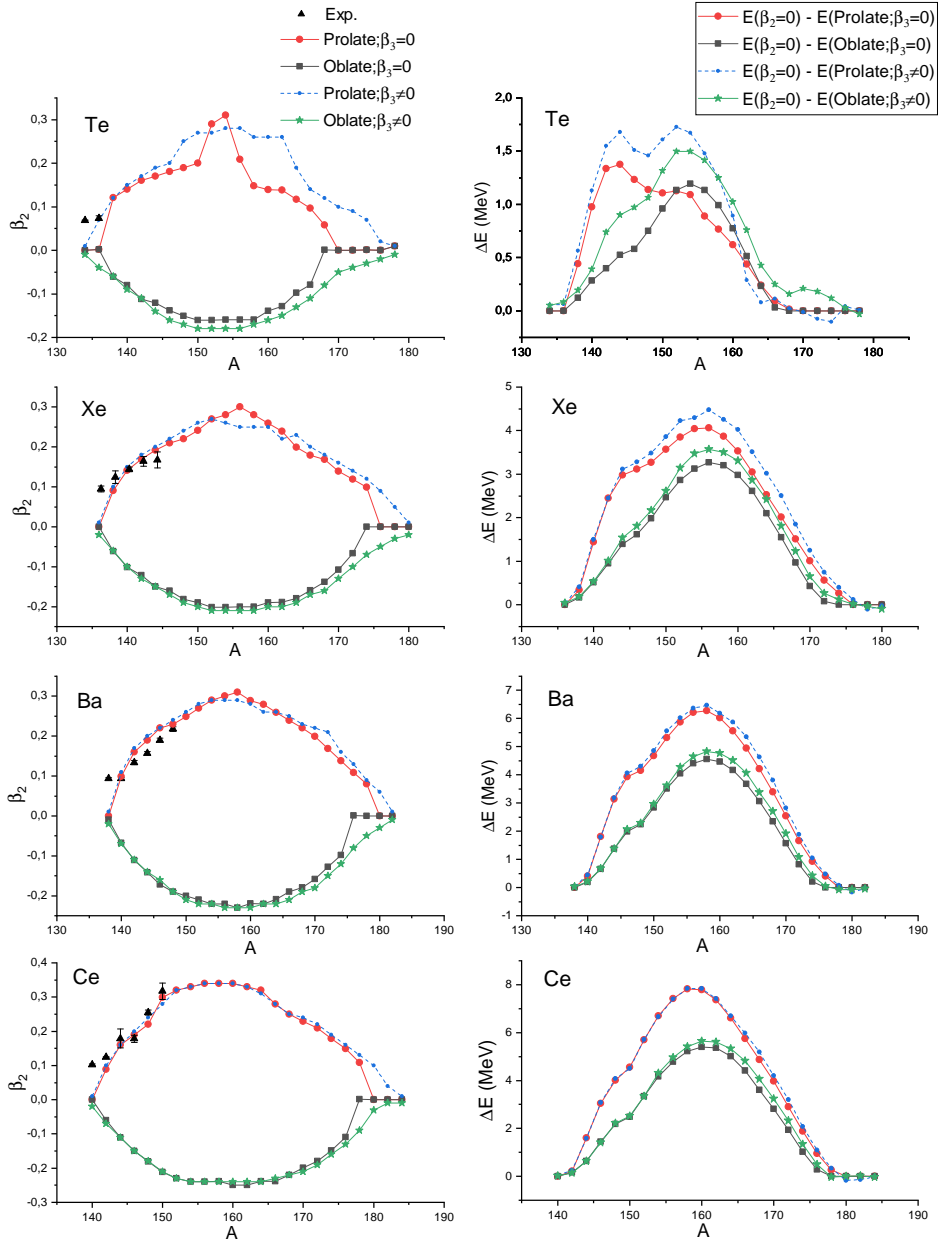 Exp.
Prolate;β₃=0
Oblate;β₃=0
Prolate;β₃≠0
Oblate;β₃≠0
E(β₂=0) - E(Prolate;β₃=0)
E(β₂=0) - E(Oblate;β₃=0)
E(β₂=0) - E(Prolate;β₃≠0)
E(β₂=0) - E(Oblate;β₃≠0)
Te
β₂
0,3
0,2
0,1
0,0
-0,1
-0,2
130 140 150 160 170 180
A
Te
ΔE (MeV)
2,0
1,5
1,0
0,5
0,0
130 140 150 160 170 180 190
A
Xe
β₂
0,3
0,2
0,1
0,0
-0,1
-0,2
130 140 150 160 170 180
A
Xe
ΔE (MeV)
5
4
3
2
1
0
130 140 150 160 170 180
A
Ba
β₂
0,3
0,2
0,1
0,0
-0,1
-0,2
140 150 160 170 180 190
A
Ba
ΔE (MeV)
7
6
5
4
3
2
1
0
-1
130 140 150 160 170 180 190
A
Ce
β₂
0,4
0,3
0,2
0,1
0,0
-0,1
-0,2
-0,3
140 150 160 170 180 190
A
Ce
ΔE (MeV)
8
6
4
2
0
140 150 160 170 180 190
A